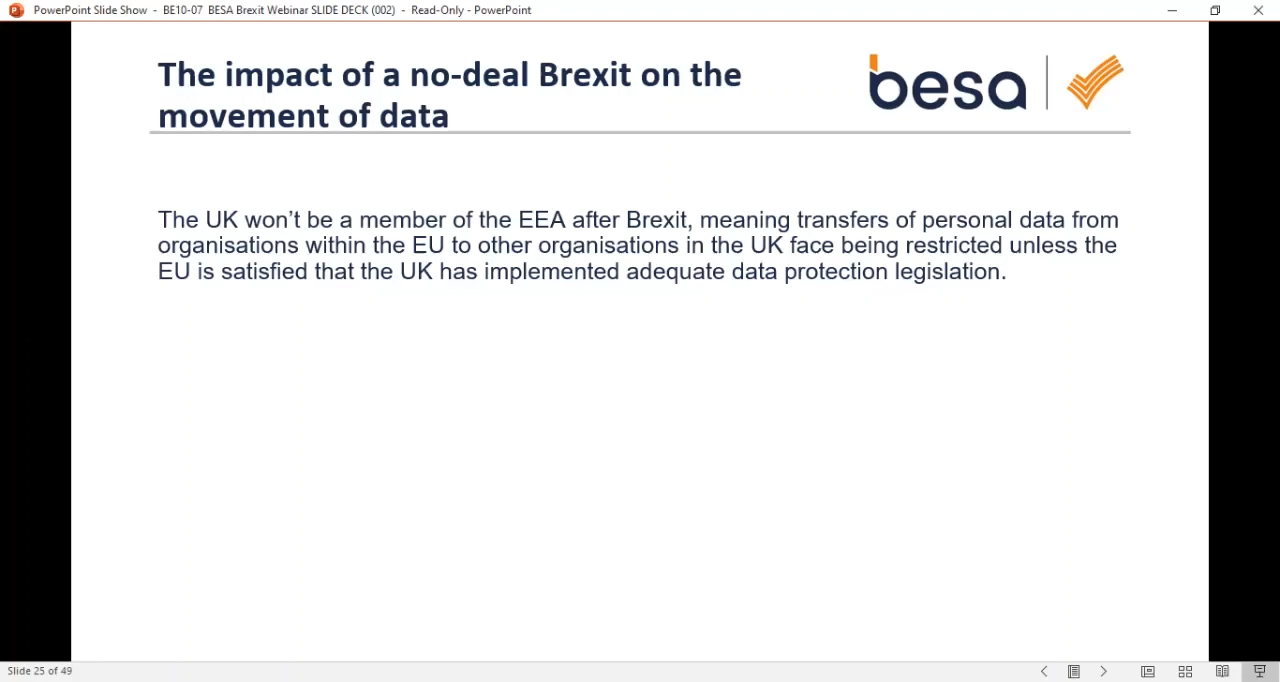 PowerPoint Slide Show - BE10-07 BESA Brexit Webinar SLIDE DECK (002) - Read-Only - PowerPoint
The impact of a no-deal Brexit on the
movement of data
besa
The UK won’t be a member of the EEA after Brexit, meaning transfers of personal data from
organisations within the EU to other organisations in the UK face being restricted unless the
EU is satisfied that the UK has implemented adequate data protection legislation.
Slide 25 of 49